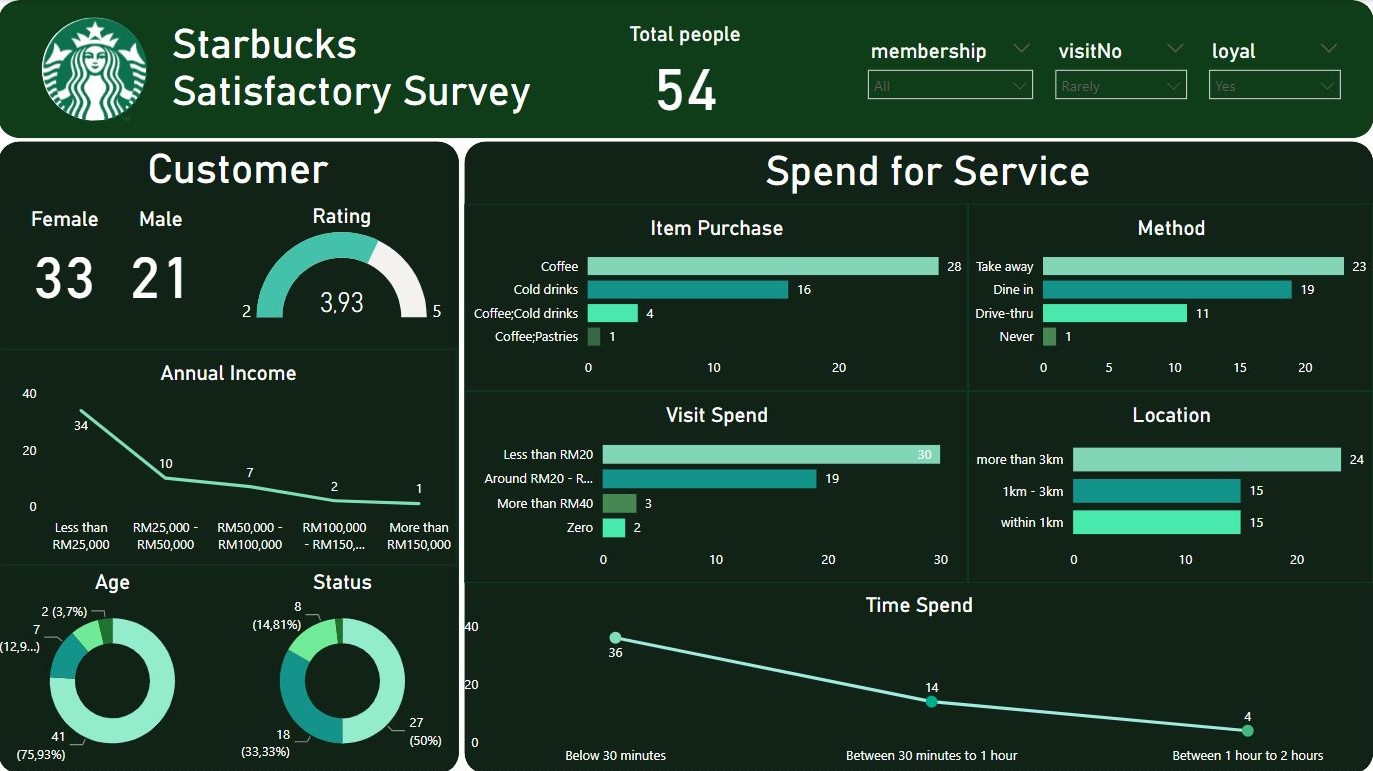 Starbucks
Satisfactory Survey
Total people
54
membership
All
visitNo
Rarely
loyal
Yes
Customer
Female
33
Male
21
Rating
2
3,93
5
Annual Income
40
20
0
34
10
7
2
1
Less than
RM25,000
RM25,000 -
RM50,000
RM50,000 -
RM100,000
RM100,000
- RM150,...
More than
RM150,000
Age
2 (3,7%)
7
(12,9...)
41
(75,93%)
Status
8
(14,81%)
18
(33,33%)
27
(50%)
Spend for Service
Item Purchase
Coffee
28
Cold drinks
16
Coffee;Cold drinks
4
Coffee;Pastries
1
0
10
20
Method
Take away
23
Dine in
19
Drive-thru
11
Never
1
0
5
10
15
20
Visit Spend
Less than RM20
30
Around RM20 - R...
19
More than RM40
3
Zero
2
0
10
20
30
Location
more than 3km
24
1km - 3km
15
within 1km
15
0
10
20
Time Spend
40
20
0
36
14
4
Below 30 minutes
Between 30 minutes to 1 hour
Between 1 hour to 2 hours